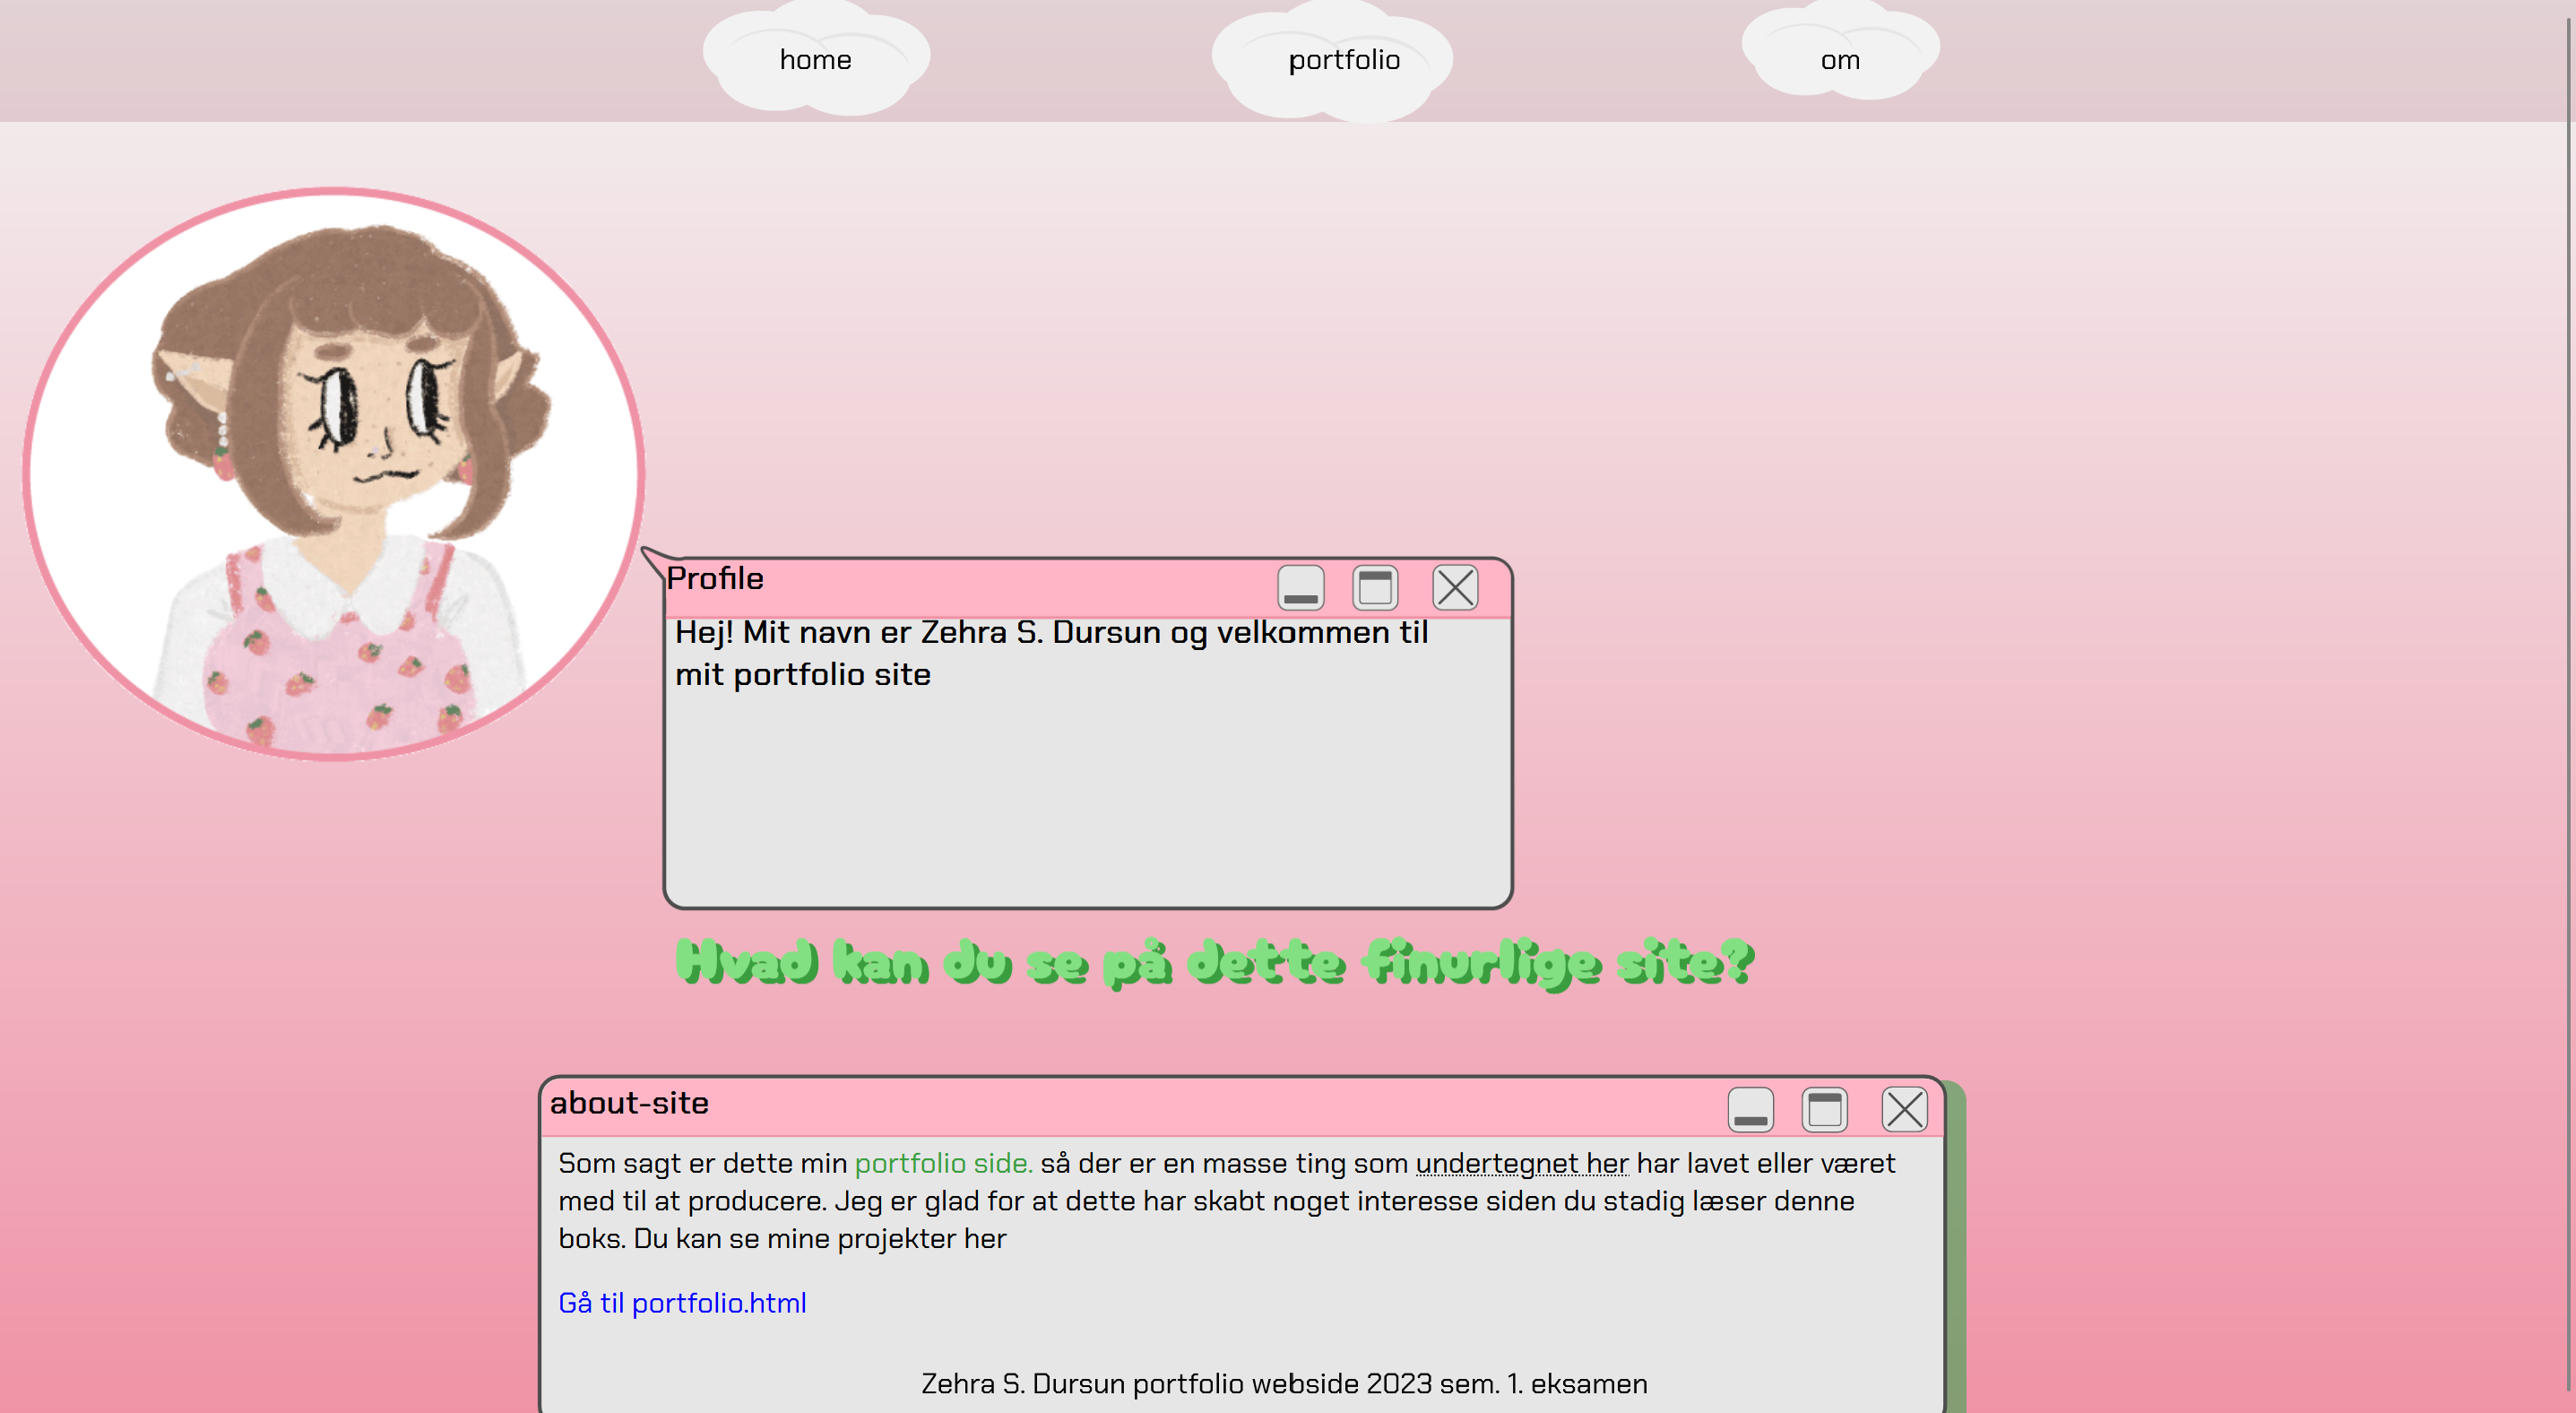 home
portfolio
om
Profile
Hej! Mit navn er Zehra S. Dursun og velkommen til
mit portfolio site
Hvad kan du se på dette finurlige site?
about-site
Som sagt er dette min portfolio side. så der er en masse ting som undertegnet her har lavet eller været
med til at producere. Jeg er glad for at dette har skabt noget interesse siden du stadig læser denne
boks. Du kan se mine projekter her
Gå til portfolio.html
Zehra S. Dursun portfolio webside 2023 sem. 1. eksamen